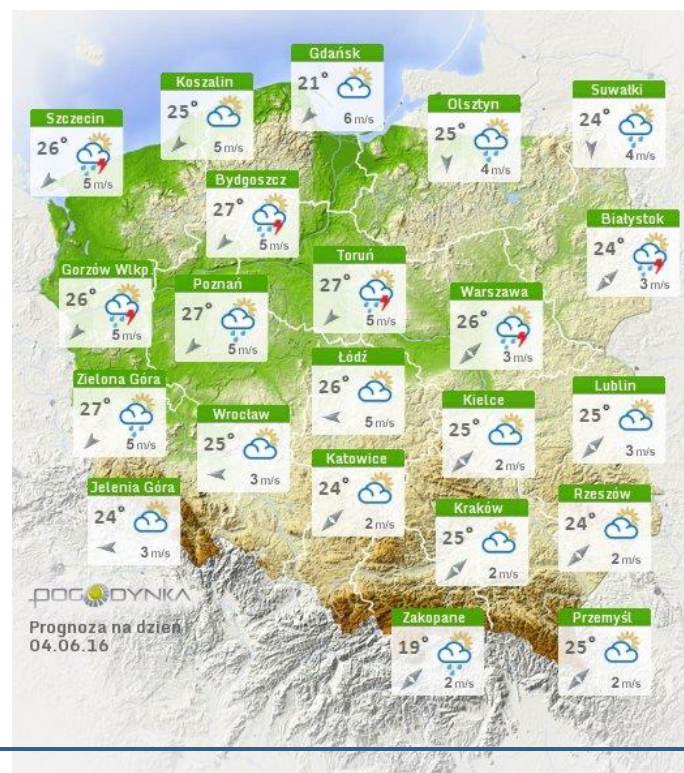 Gdańsk
21°
6 m/s
Koszalin
25°
5 m/s
Suwałki
24°
4 m/s
Olsztyn
25°
4 m/s
Szczecin
26°
5 m/s
Bydgoszcz
27°
5 m/s
Białystok
24°
3 m/s
Toruń
27°
5 m/s
Gorzów Wlkp.
26°
5 m/s
Poznań
27°
5 m/s
Warszawa
26°
3 m/s
Łódź
26°
5 m/s
Zielona Góra
27°
5 m/s
Lublin
25°
3 m/s
Kielce
25°
2 m/s
Wrocław
25°
3 m/s
Katowice
24°
2 m/s
Jelenia Góra
24°
3 m/s
Rzeszów
24°
2 m/s
Kraków
25°
2 m/s
POGODYNKA
Prognoza na dzień
04.06.16
Zakopane
19°
2 m/s
Przemyśl
25°
2 m/s